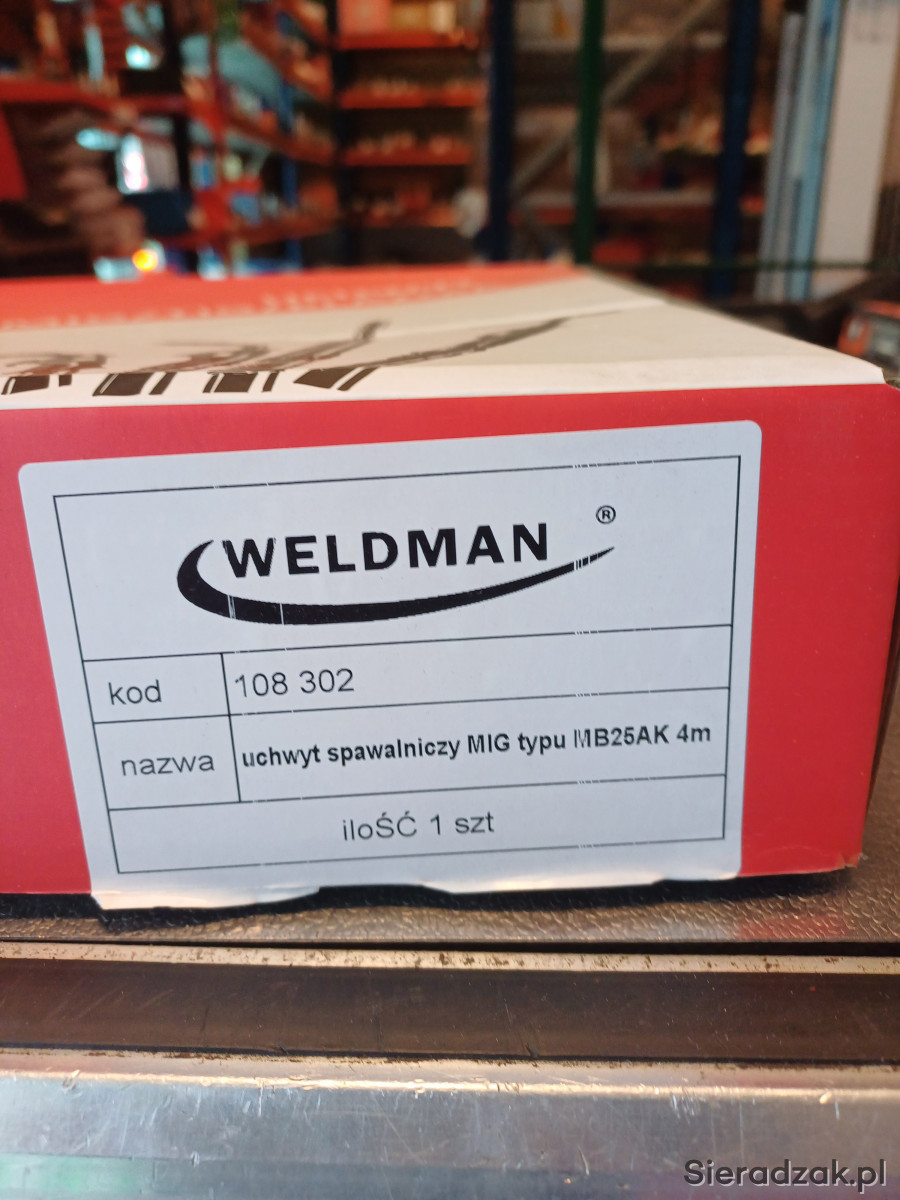 WELDMAN ®
kod 108 302
nazwa uchwyt spawalniczy MIG typu MB25AK 4m
iloŚĆ 1 szt
Sieradzak.pl